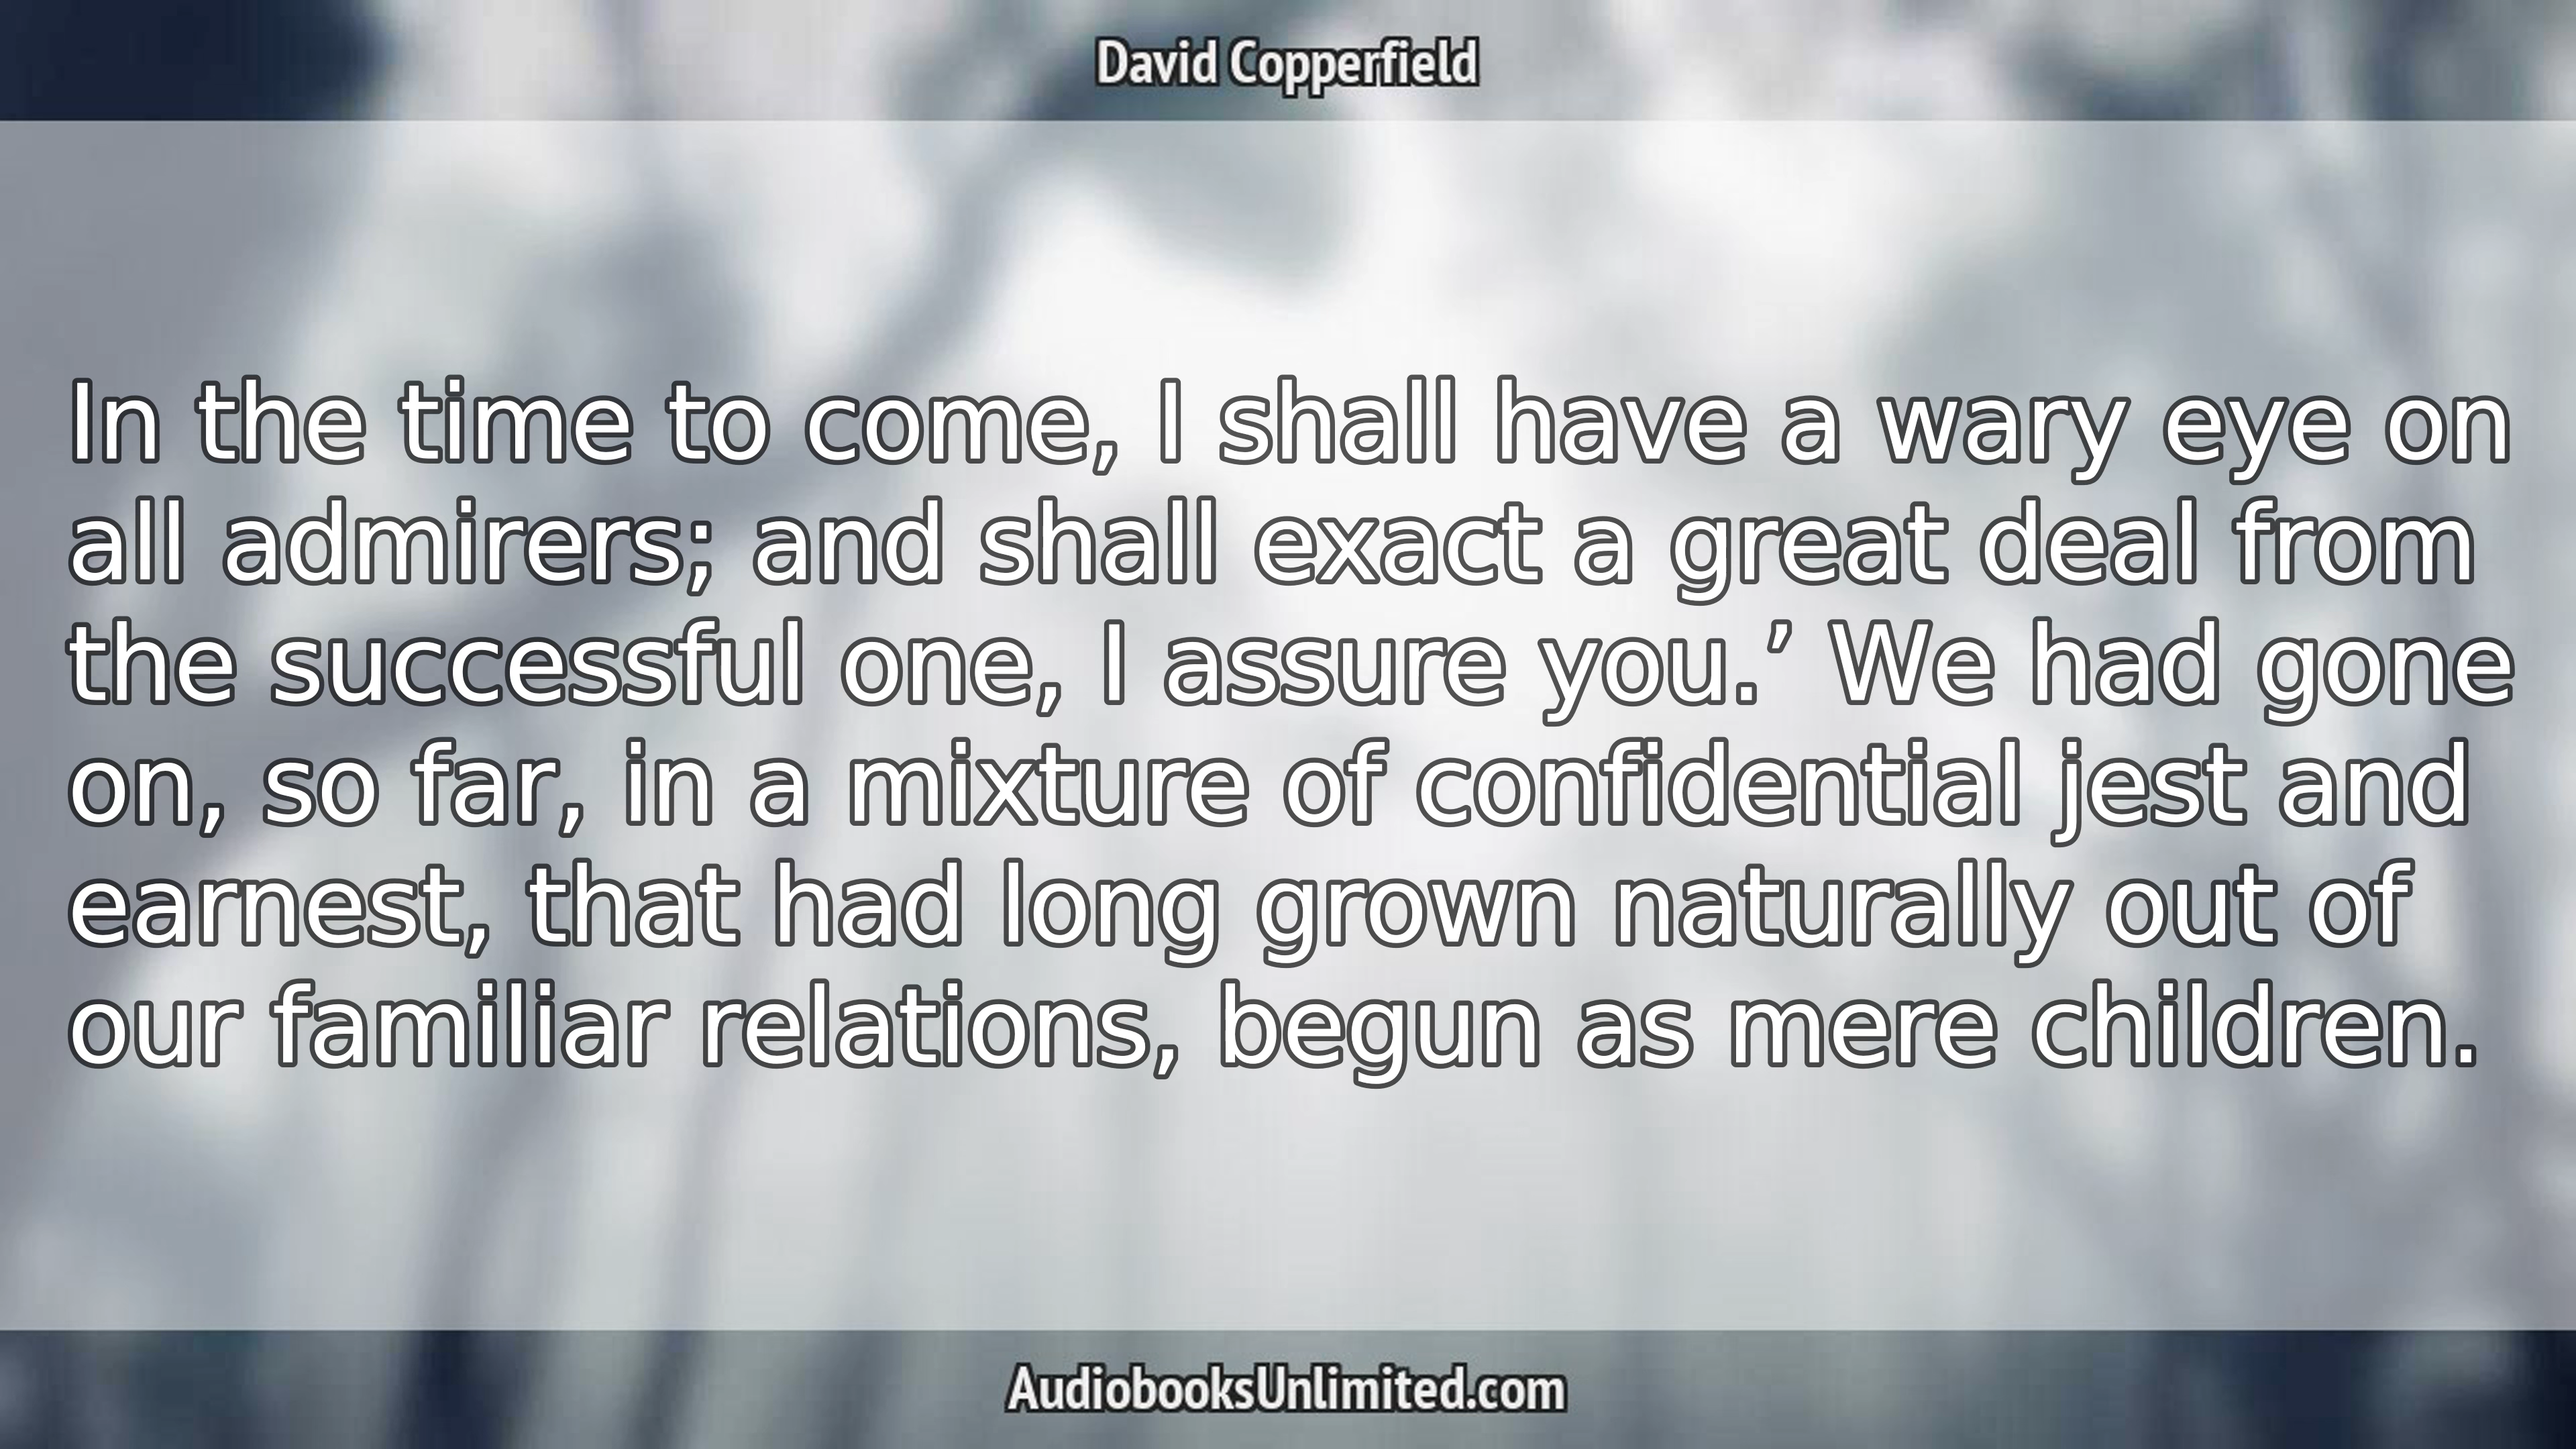 David Copperfield
In the time to come, I shall have a wary eye on
all admirers; and shall exact a great deal from
the successful one, I assure you.’ We had gone
on, so far, in a mixture of confidential jest and
earnest, that had long grown naturally out of
our familiar relations, begun as mere children.
AudiobooksUnlimited.com